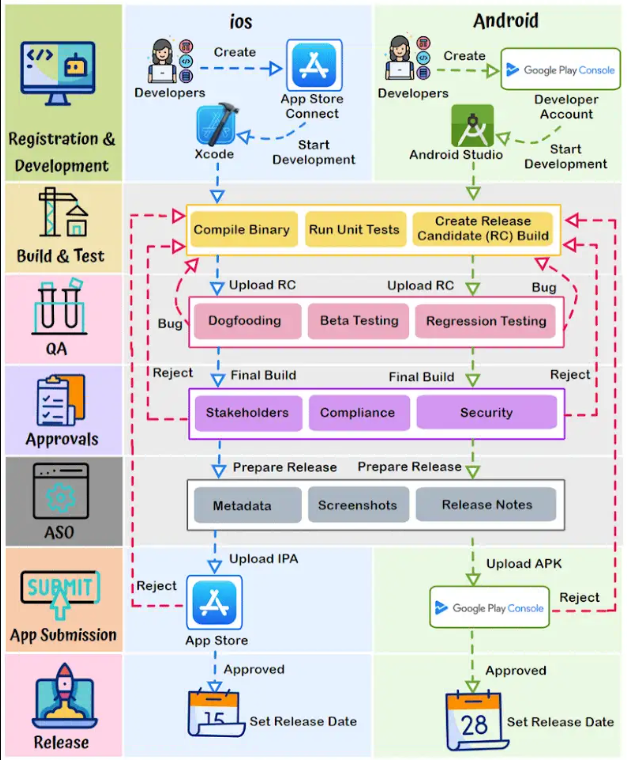 ios
Android
Create
Developers
App Store
Connect
Xcode
Start
Development
Create
Developers
Google Play Console
Developer
Account
Android Studio
Start
Development
Registration &
Development
Build & Test
Compile Binary
Run Unit Tests
Create Release
Candidate (RC) Build
Upload RC
Upload RC
Bug
Bug
QA
Dogfooding
Beta Testing
Regression Testing
Reject
Final Build
Final Build
Reject
Approvals
Stakeholders
Compliance
Security
Prepare Release
Prepare Release
ASO
Metadata
Screenshots
Release Notes
Upload IPA
Upload APK
Reject
Reject
SUBMIT
App Submission
App Store
Google Play Console
Approved
Approved
Release
15
Set Release Date
28
Set Release Date